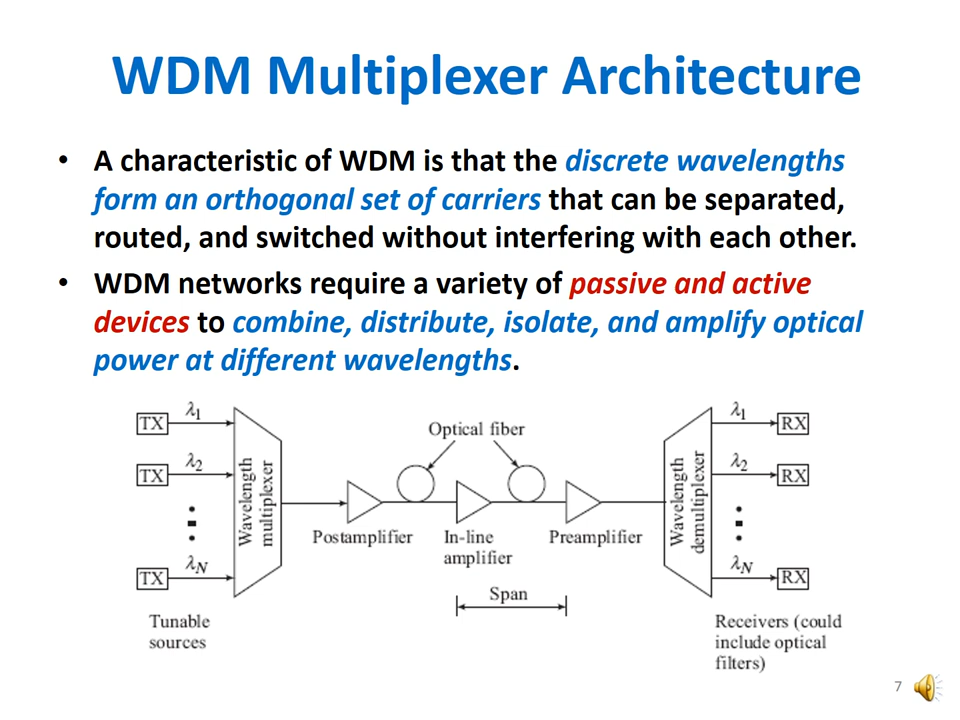 WDM Multiplexer Architecture
• A characteristic of WDM is that the discrete wavelengths
form an orthogonal set of carriers that can be separated,
routed, and switched without interfering with each other.
• WDM networks require a variety of passive and active
devices to combine, distribute, isolate, and amplify optical
power at different wavelengths.
TX
λ1
TX
λ2
TX
λN
Tunable
sources
Wavelength
multiplexer
Postamplifier
Optical fiber
In-line
amplifier
Span
Preamplifier
Wavelength
demultiplexer
λ1
RX
λ2
RX
λN
RX
Receivers (could
include optical
filters)
7